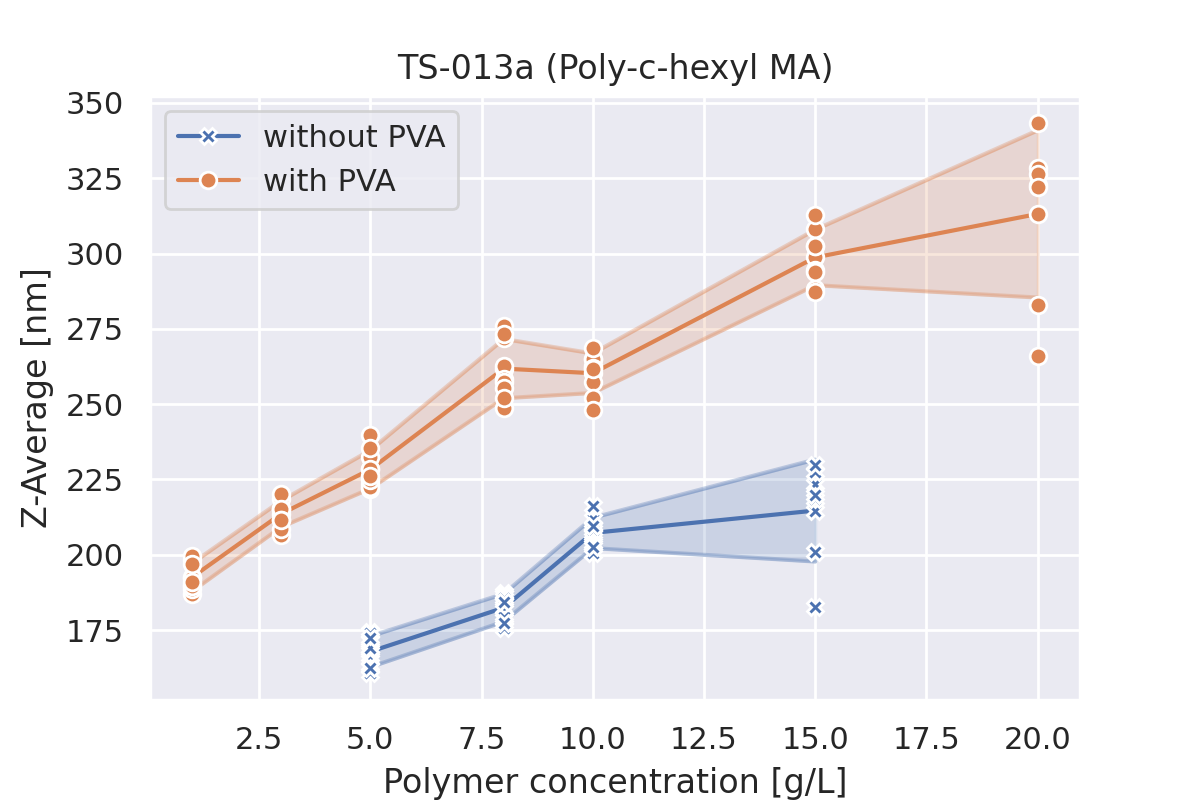 TS-013a (Poly-c-hexyl MA)
350
325
300
275
250
225
200
175
Z-Average [nm]
without PVA
with PVA
2.5 5.0 7.5 10.0 12.5 15.0 17.5 20.0
Polymer concentration [g/L]